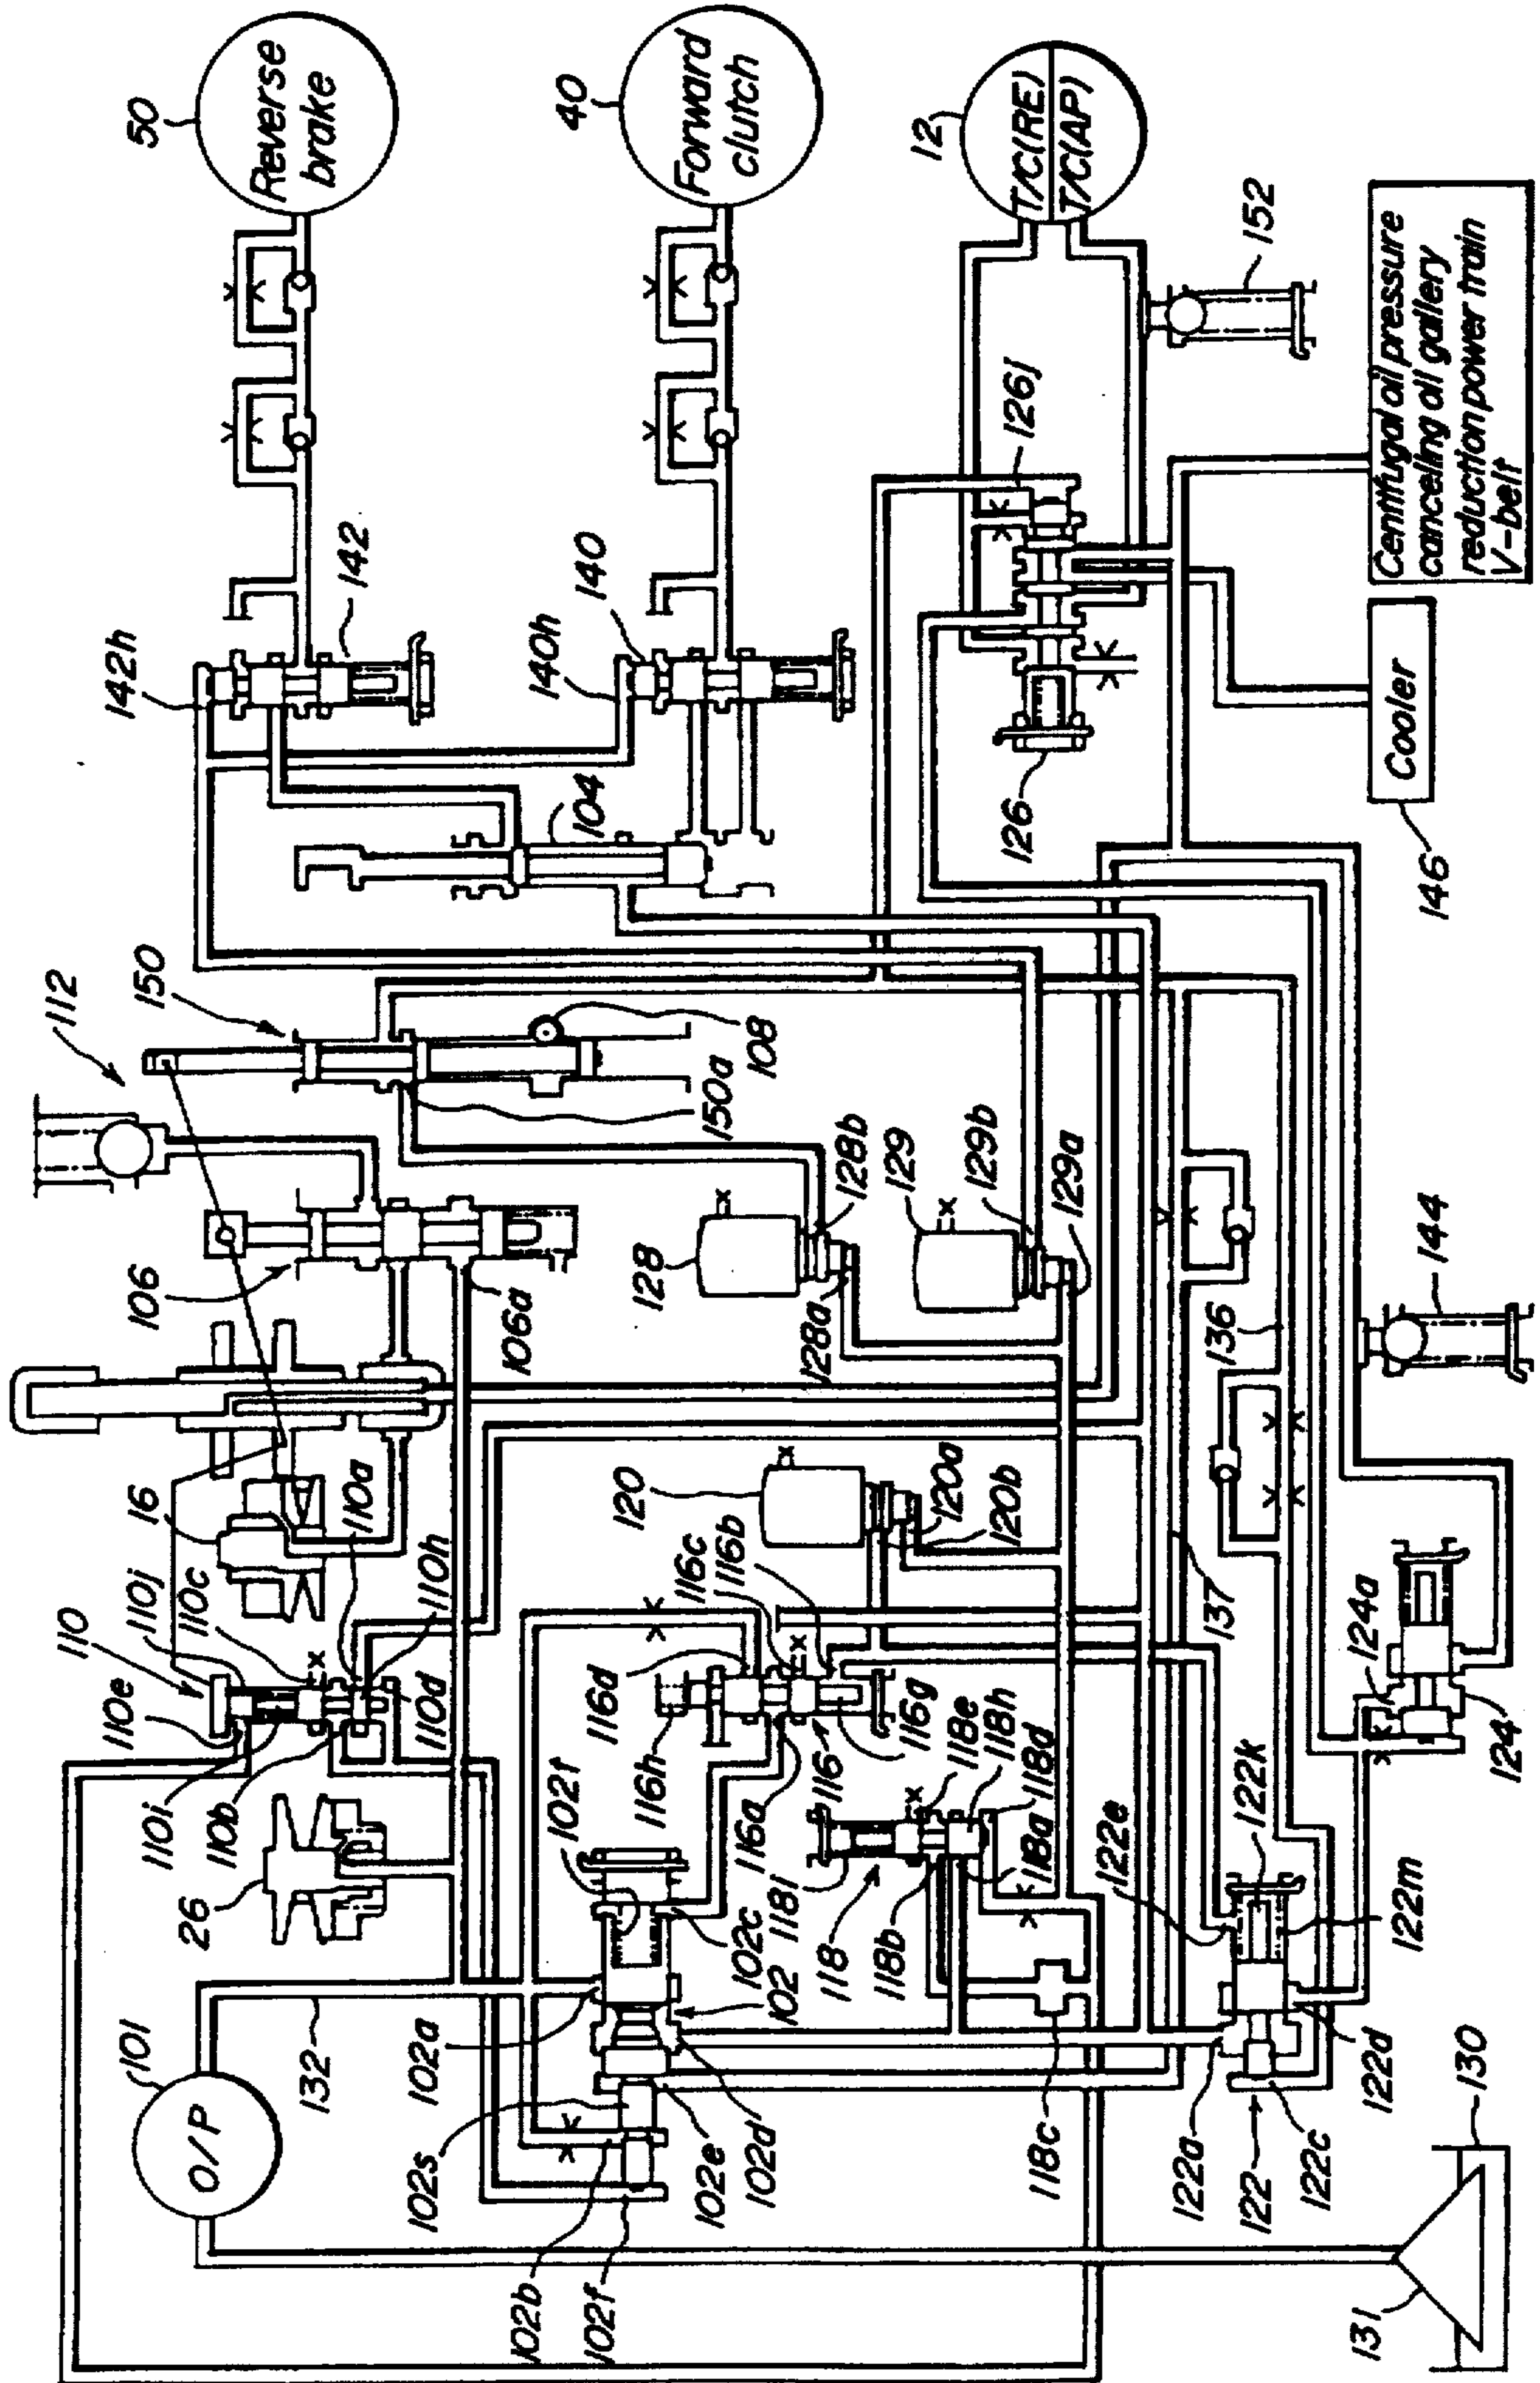 Reverse
brake
50
Forward
clutch
40
T/C(RE)
T/C(AP)
12
152
Centrifugal oil pressure
canceling oil gallery
reduction power train
V-belt
142h
142
140
140h
126j
104
126
Cooler
146
112
150
108
150a
106
106a
128
128b
128a
129
129b
129a
144
136
16
110a
110h
110
110j
110c
110e
110d
110i
110b
120
120a
120b
116c
116b
116d
116h
116a
116
116g
137
124a
124
26
102t
102c
102
118i
118
118e
118h
118d
118b
118a
122e
122k
122m
101
O/P
132
102a
102s
102e
102d
102b
102f
118c
122a
122
122c
122d
130
131